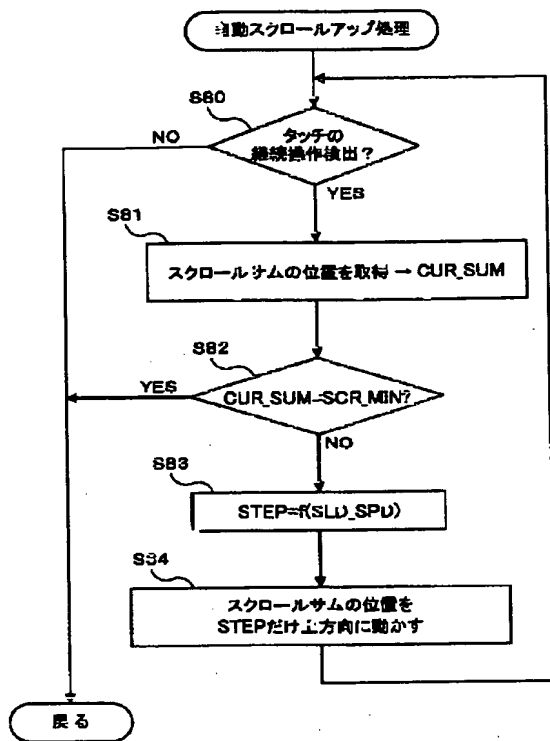 自動スクロールアップ処理
S80
タッチの
継続操作検出?
NO
YES
S81
スクロールサムの位置を取得 → CUR_SUM
S82
YES
CUR_SUM=SCR_MIN?
NO
S83
STEP=f(SLD_SPD)
S84
スクロールサムの位置を
STEPだけ上方向に動かす
戻る